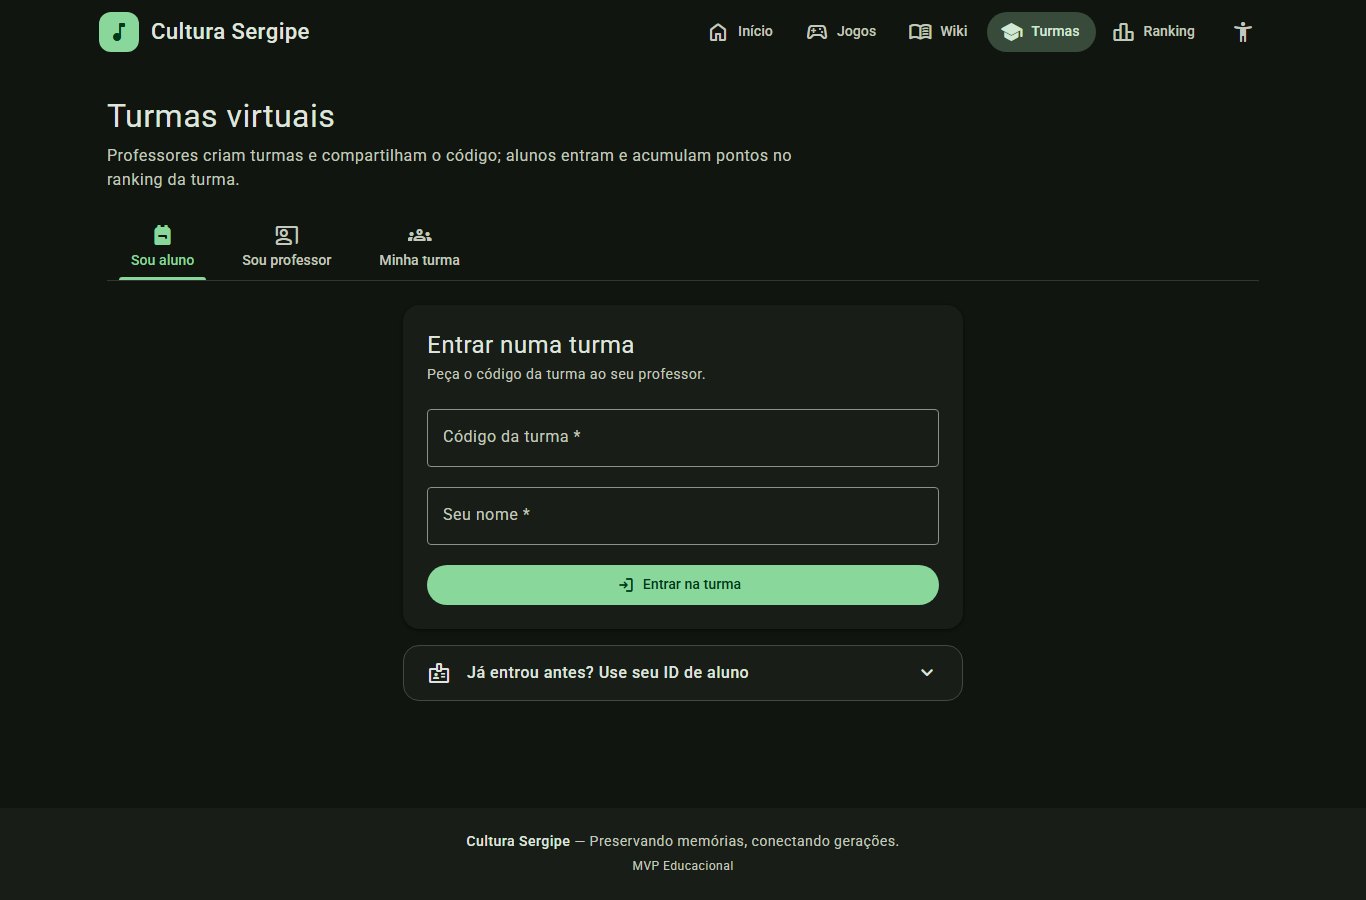 Cultura Sergipe
Início
Jogos
Wiki
Turmas
Ranking
Turmas virtuais
Professores criam turmas e compartilham o código; alunos entram e acumulam pontos no
ranking da turma.
Sou aluno
Sou professor
Minha turma
Entrar numa turma
Peça o código da turma ao seu professor.
Código da turma *
Seu nome *
Entrar na turma
Já entrou antes? Use seu ID de aluno
Cultura Sergipe — Preservando memórias, conectando gerações.
MVP Educacional